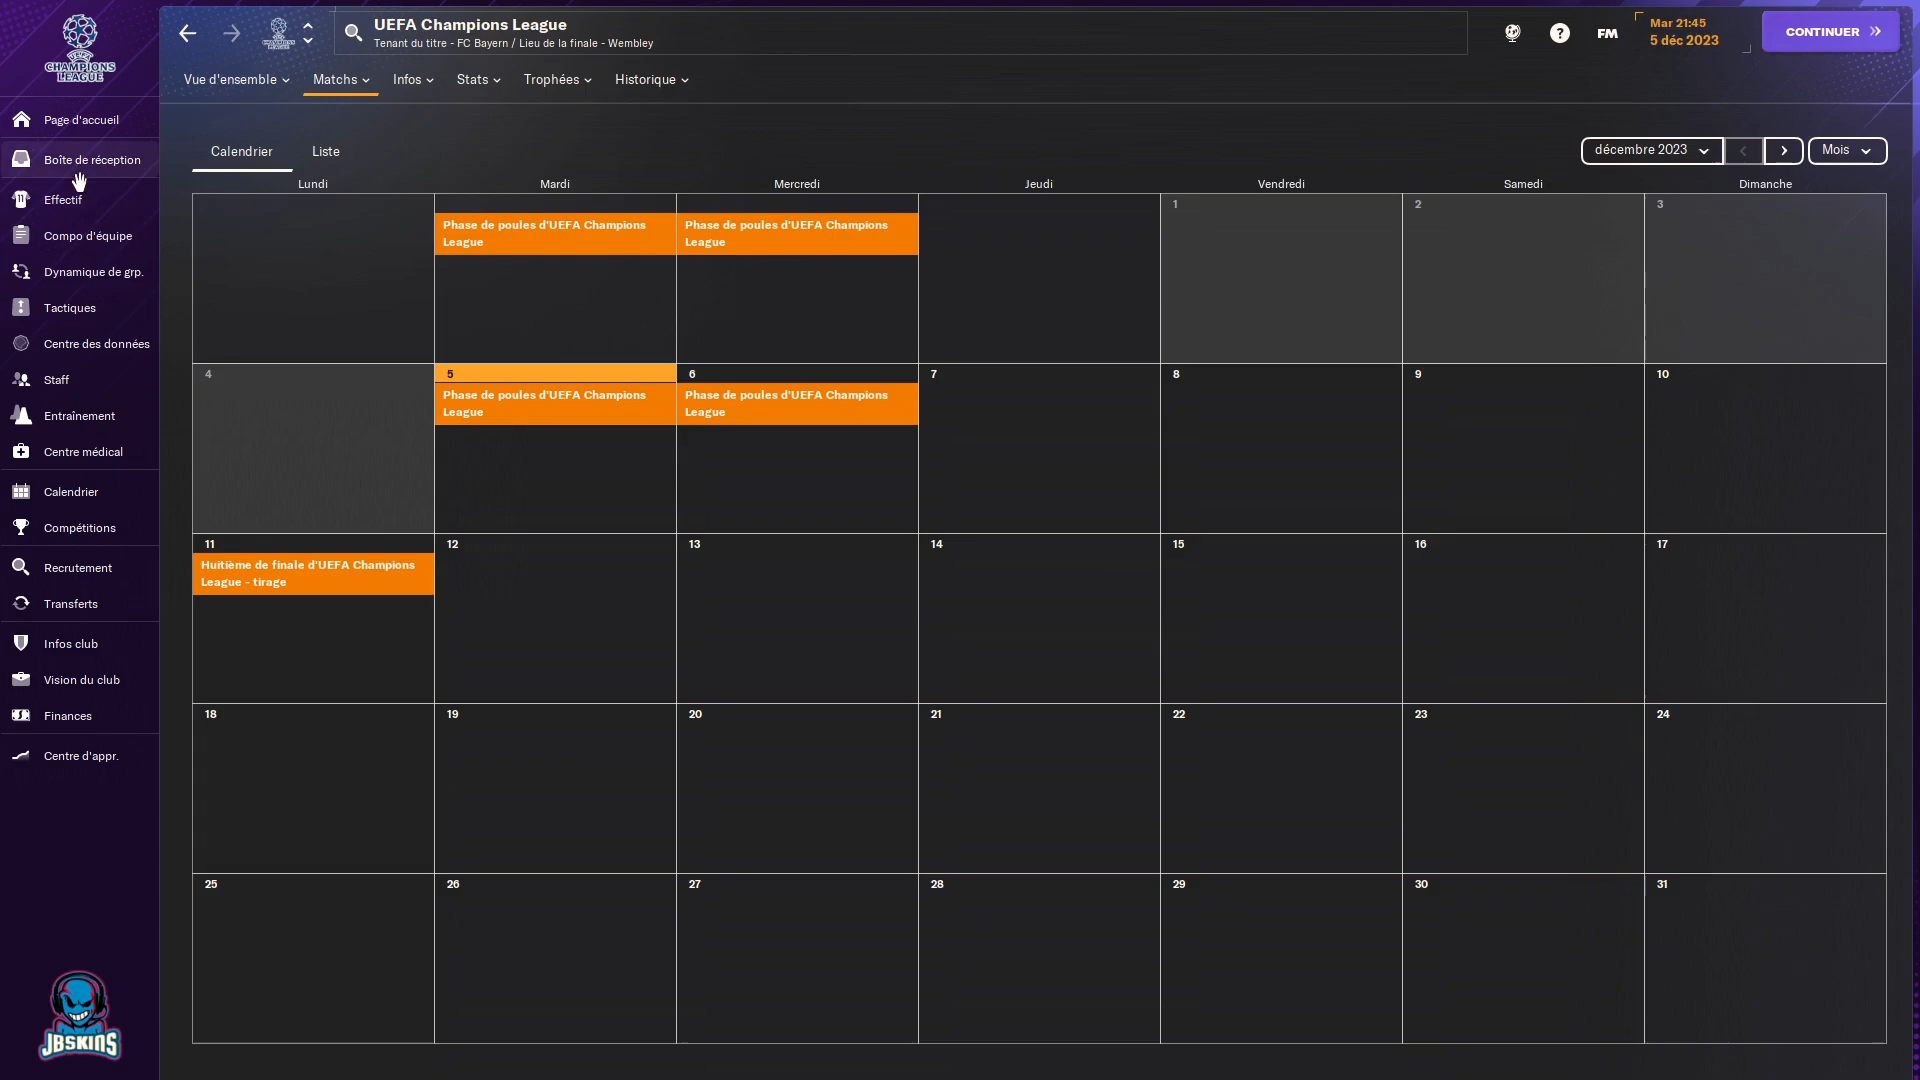 UEFA
CHAMPIONS
LEAGUE
UEFA Champions League
Tenant du titre - FC Bayern / Lieu de la finale - Wembley
FM
Mar 21:45
5 déc 2023
CONTINUER
Vue d'ensemble
Matchs
Infos
Stats
Trophées
Historique
Page d'accueil
Boîte de réception
Effectif
Compo d'équipe
Dynamique de grp.
Tactiques
Centre des données
Staff
Entraînement
Centre médical
Calendrier
Compétitions
Recrutement
Transferts
Infos club
Vision du club
Finances
Centre d'appr.
JBSKINS
Calendrier
Liste
décembre 2023
Mois
Lundi
Mardi
Mercredi
Jeudi
Vendredi
Samedi
Dimanche
Phase de poules d'UEFA Champions
League
Phase de poules d'UEFA Champions
League
1
2
3
4
5
Phase de poules d'UEFA Champions
League
6
Phase de poules d'UEFA Champions
League
7
8
9
10
11
Huitième de finale d'UEFA Champions
League - tirage
12
13
14
15
16
17
18
19
20
21
22
23
24
25
26
27
28
29
30
31